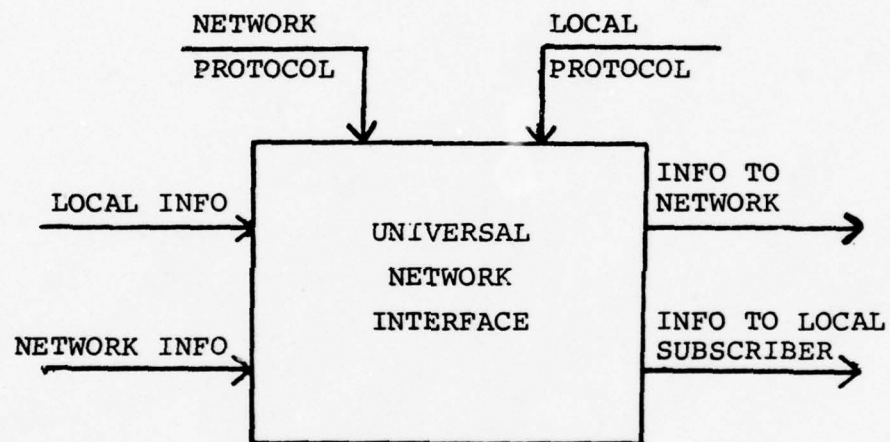 NETWORK
PROTOCOL
LOCAL
PROTOCOL
LOCAL INFO
NETWORK INFO
UNIVERSAL
NETWORK
INTERFACE
INFO TO
NETWORK
INFO TO LOCAL
SUBSCRIBER